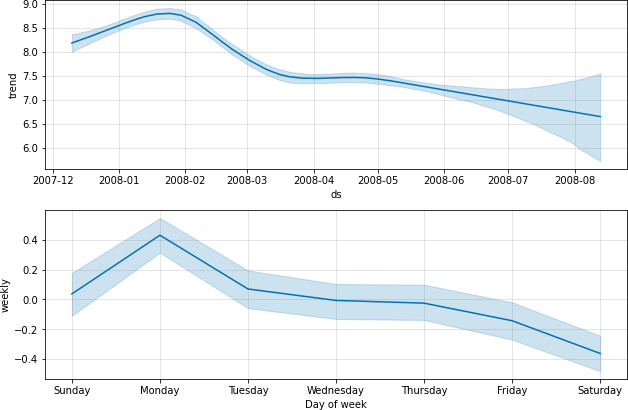 9.0
8.5
8.0
7.5
7.0
6.5
6.0
trend
2007-12 2008-01 2008-02 2008-03 2008-04 2008-05 2008-06 2008-07 2008-08
ds
0.4
0.2
0.0
−0.2
−0.4
weekly
Sunday Monday Tuesday Wednesday Thursday Friday Saturday
Day of week